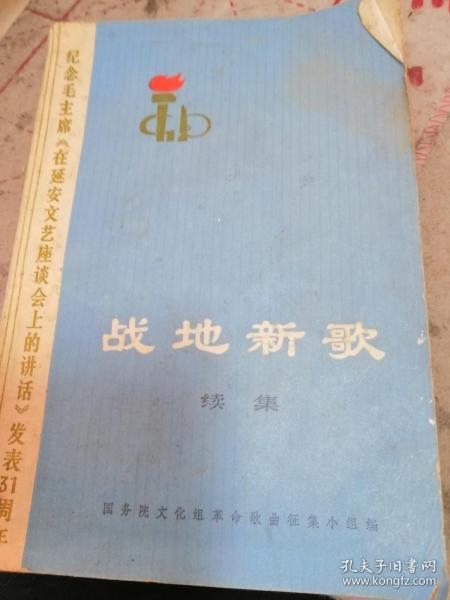 纪念毛主席《在延安文艺座谈会上的讲话》发表31周年
战地新歌
续集
国务院文化组革命歌曲征集小组编
孔夫子旧书网
www.kongfz.com